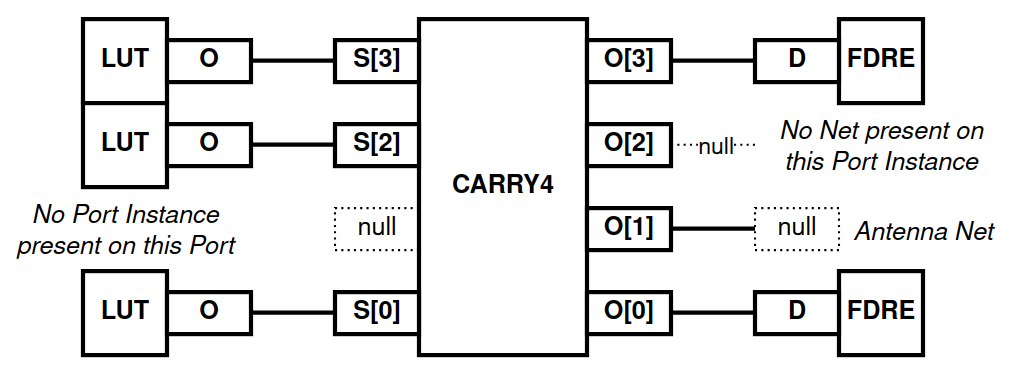 LUT O S[3] O[3] D FDRE
LUT O S[2] O[2] null No Net present on
this Port Instance
CARRY4
No Port Instance
present on this Port
null O[1] null Antenna Net
LUT O S[0] O[0] D FDRE